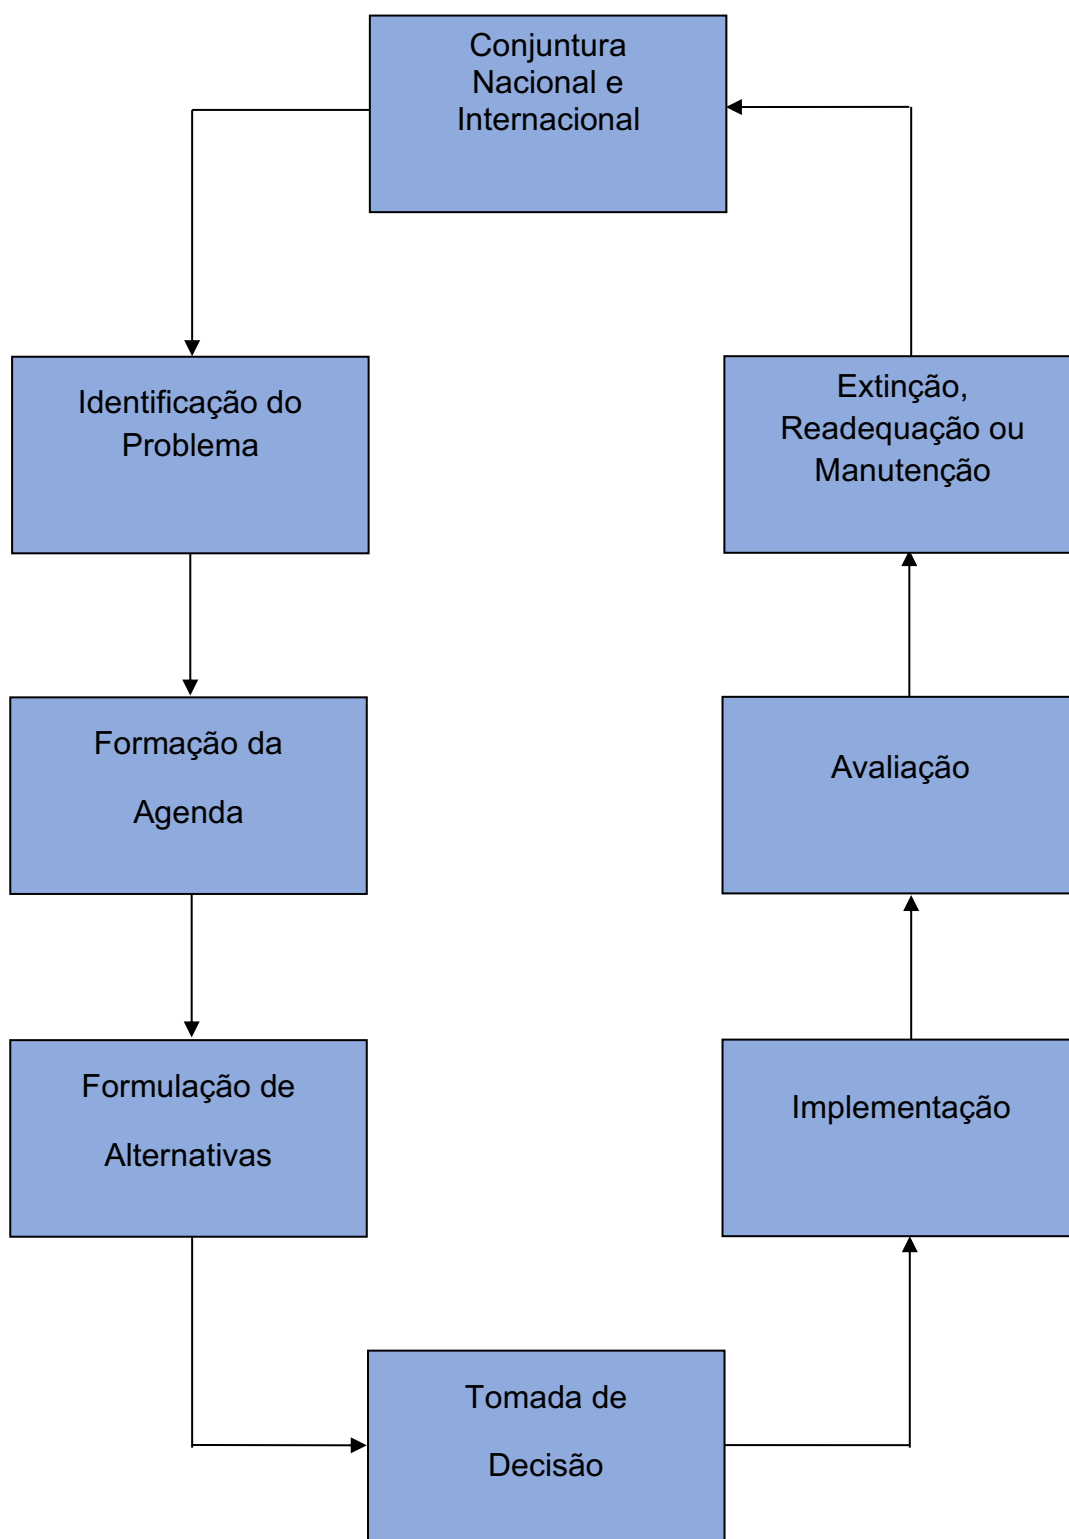 Conjuntura
Nacional e
Internacional
Identificação do
Problema
Extinção,
Readequação ou
Manutenção
Formação da
Agenda
Avaliação
Formulação de
Alternativas
Implementação
Tomada de
Decisão